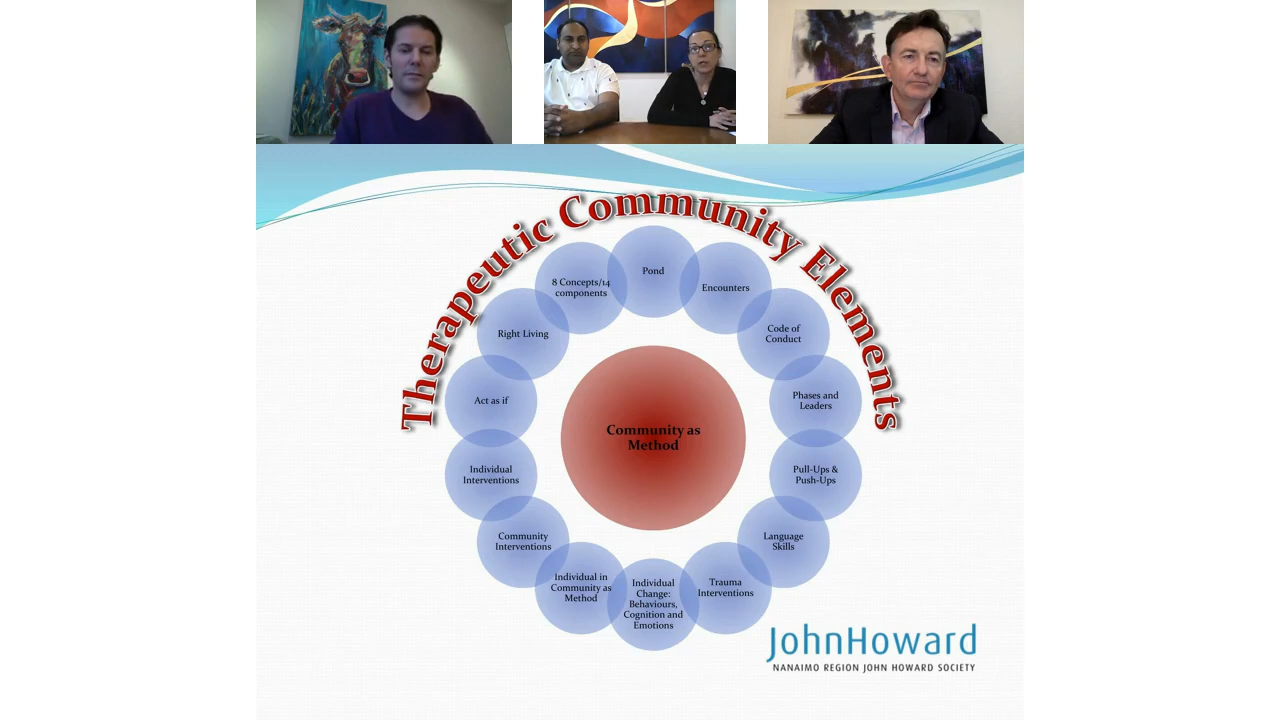 Therapeutic Community Elements
Pond
8 Concepts/14
components
Encounters
Right Living
Code of
Conduct
Act as if
Phases and
Leaders
Community as
Method
Individual
Interventions
Pull-Ups &
Push-Ups
Community
Interventions
Language
Skills
Individual in
Community as
Method
Individual
Change:
Behaviours,
Cognition and
Emotions
Trauma
Interventions
JohnHoward
NANAIMO REGION JOHN HOWARD SOCIETY